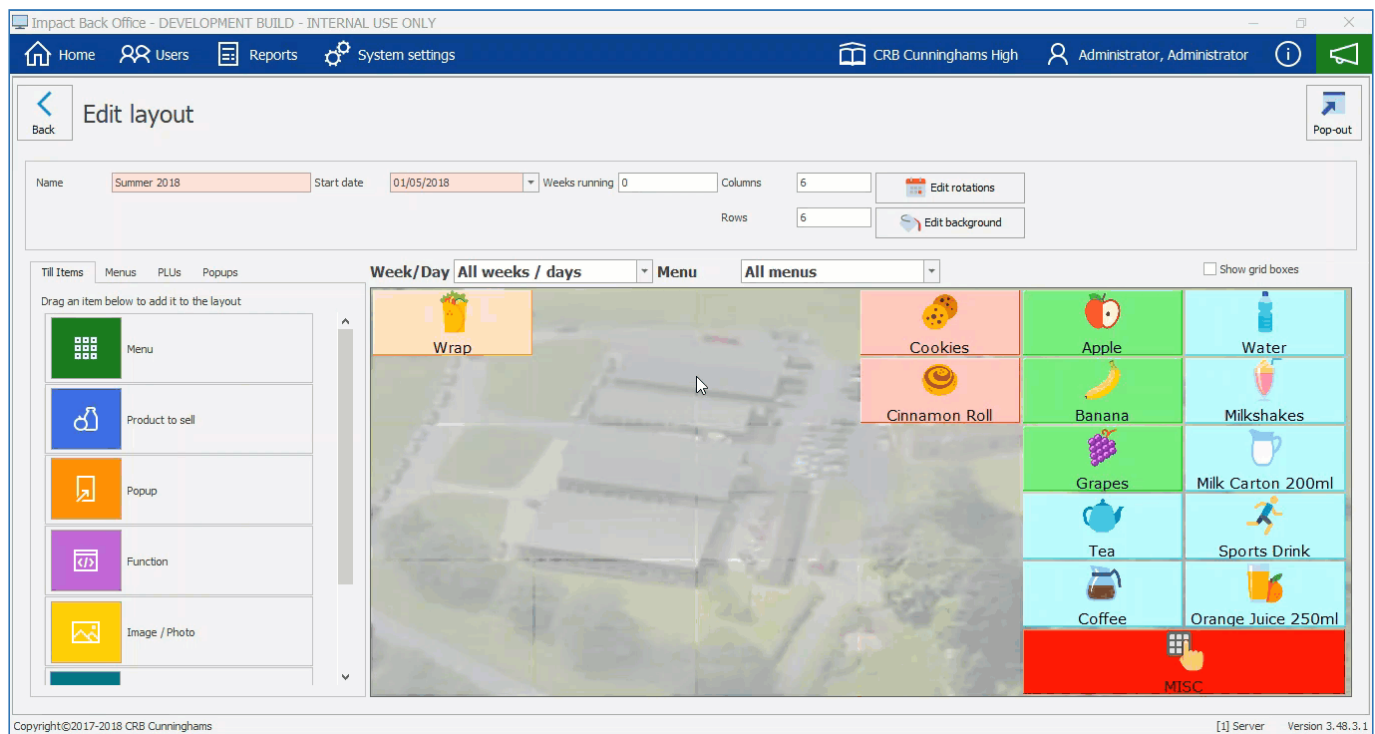 Impact Back Office - DEVELOPMENT BUILD - INTERNAL USE ONLY
Home Users Reports System settings CRB Cunninghams High Administrator, Administrator
Back Edit layout Pop-out
Name Summer 2018 Start date 01/05/2018 Weeks running 0 Columns 6 Edit rotations
Rows 6 Edit background
Till Items Menus PLUs Popups Week/Day All weeks / days Menu All menus Show grid boxes
Drag an item below to add it to the layout
Menu
Product to sell
Popup
Function
Image / Photo
Wrap Cookies Apple Water
Cinnamon Roll Banana Milkshakes
Grapes Milk Carton 200ml
Tea Sports Drink
Coffee Orange Juice 250ml
MISC
Copyright©2017-2018 CRB Cunninghams [1] Server Version 3.48.3.1